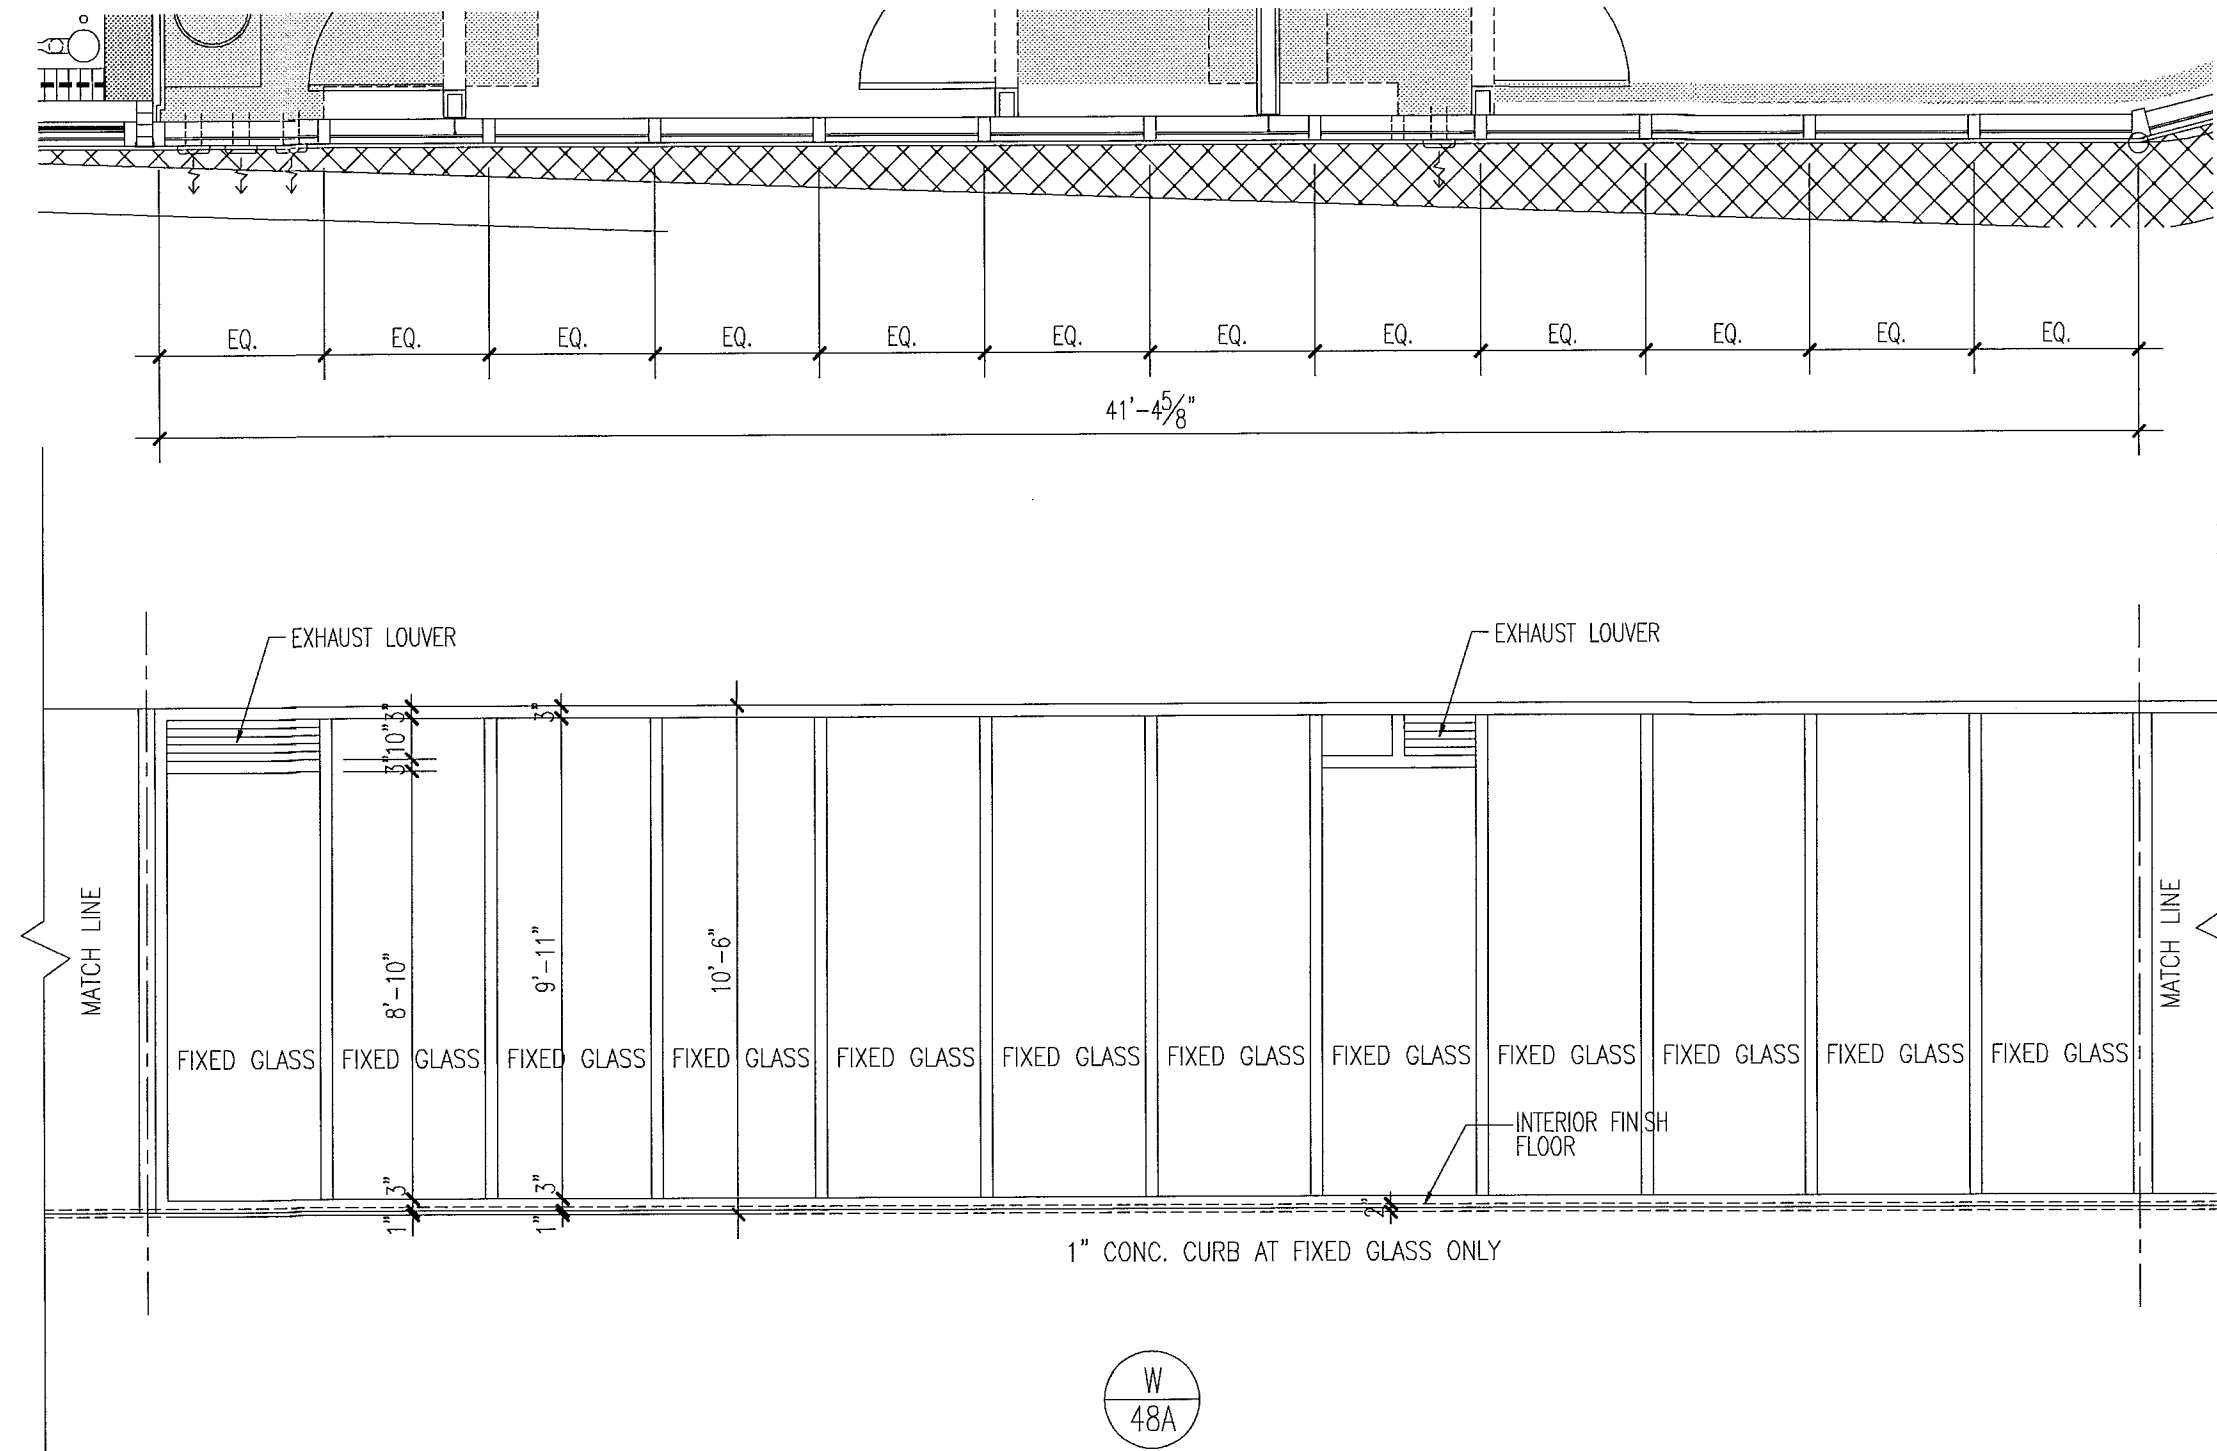 EQ. EQ. EQ. EQ. EQ. EQ. EQ. EQ. EQ. EQ. EQ. EQ.
41'-4 5/8"
EXHAUST LOUVER
EXHAUST LOUVER
3"
3"
10"
3"
MATCH LINE
8'-10"
9'-11"
10'-6"
MATCH LINE
FIXED GLASS FIXED GLASS FIXED GLASS FIXED GLASS FIXED GLASS FIXED GLASS FIXED GLASS FIXED GLASS FIXED GLASS FIXED GLASS FIXED GLASS FIXED GLASS
INTERIOR FINISH
FLOOR
3"
3"
1"
1"
2"
1" CONC. CURB AT FIXED GLASS ONLY
W
48A